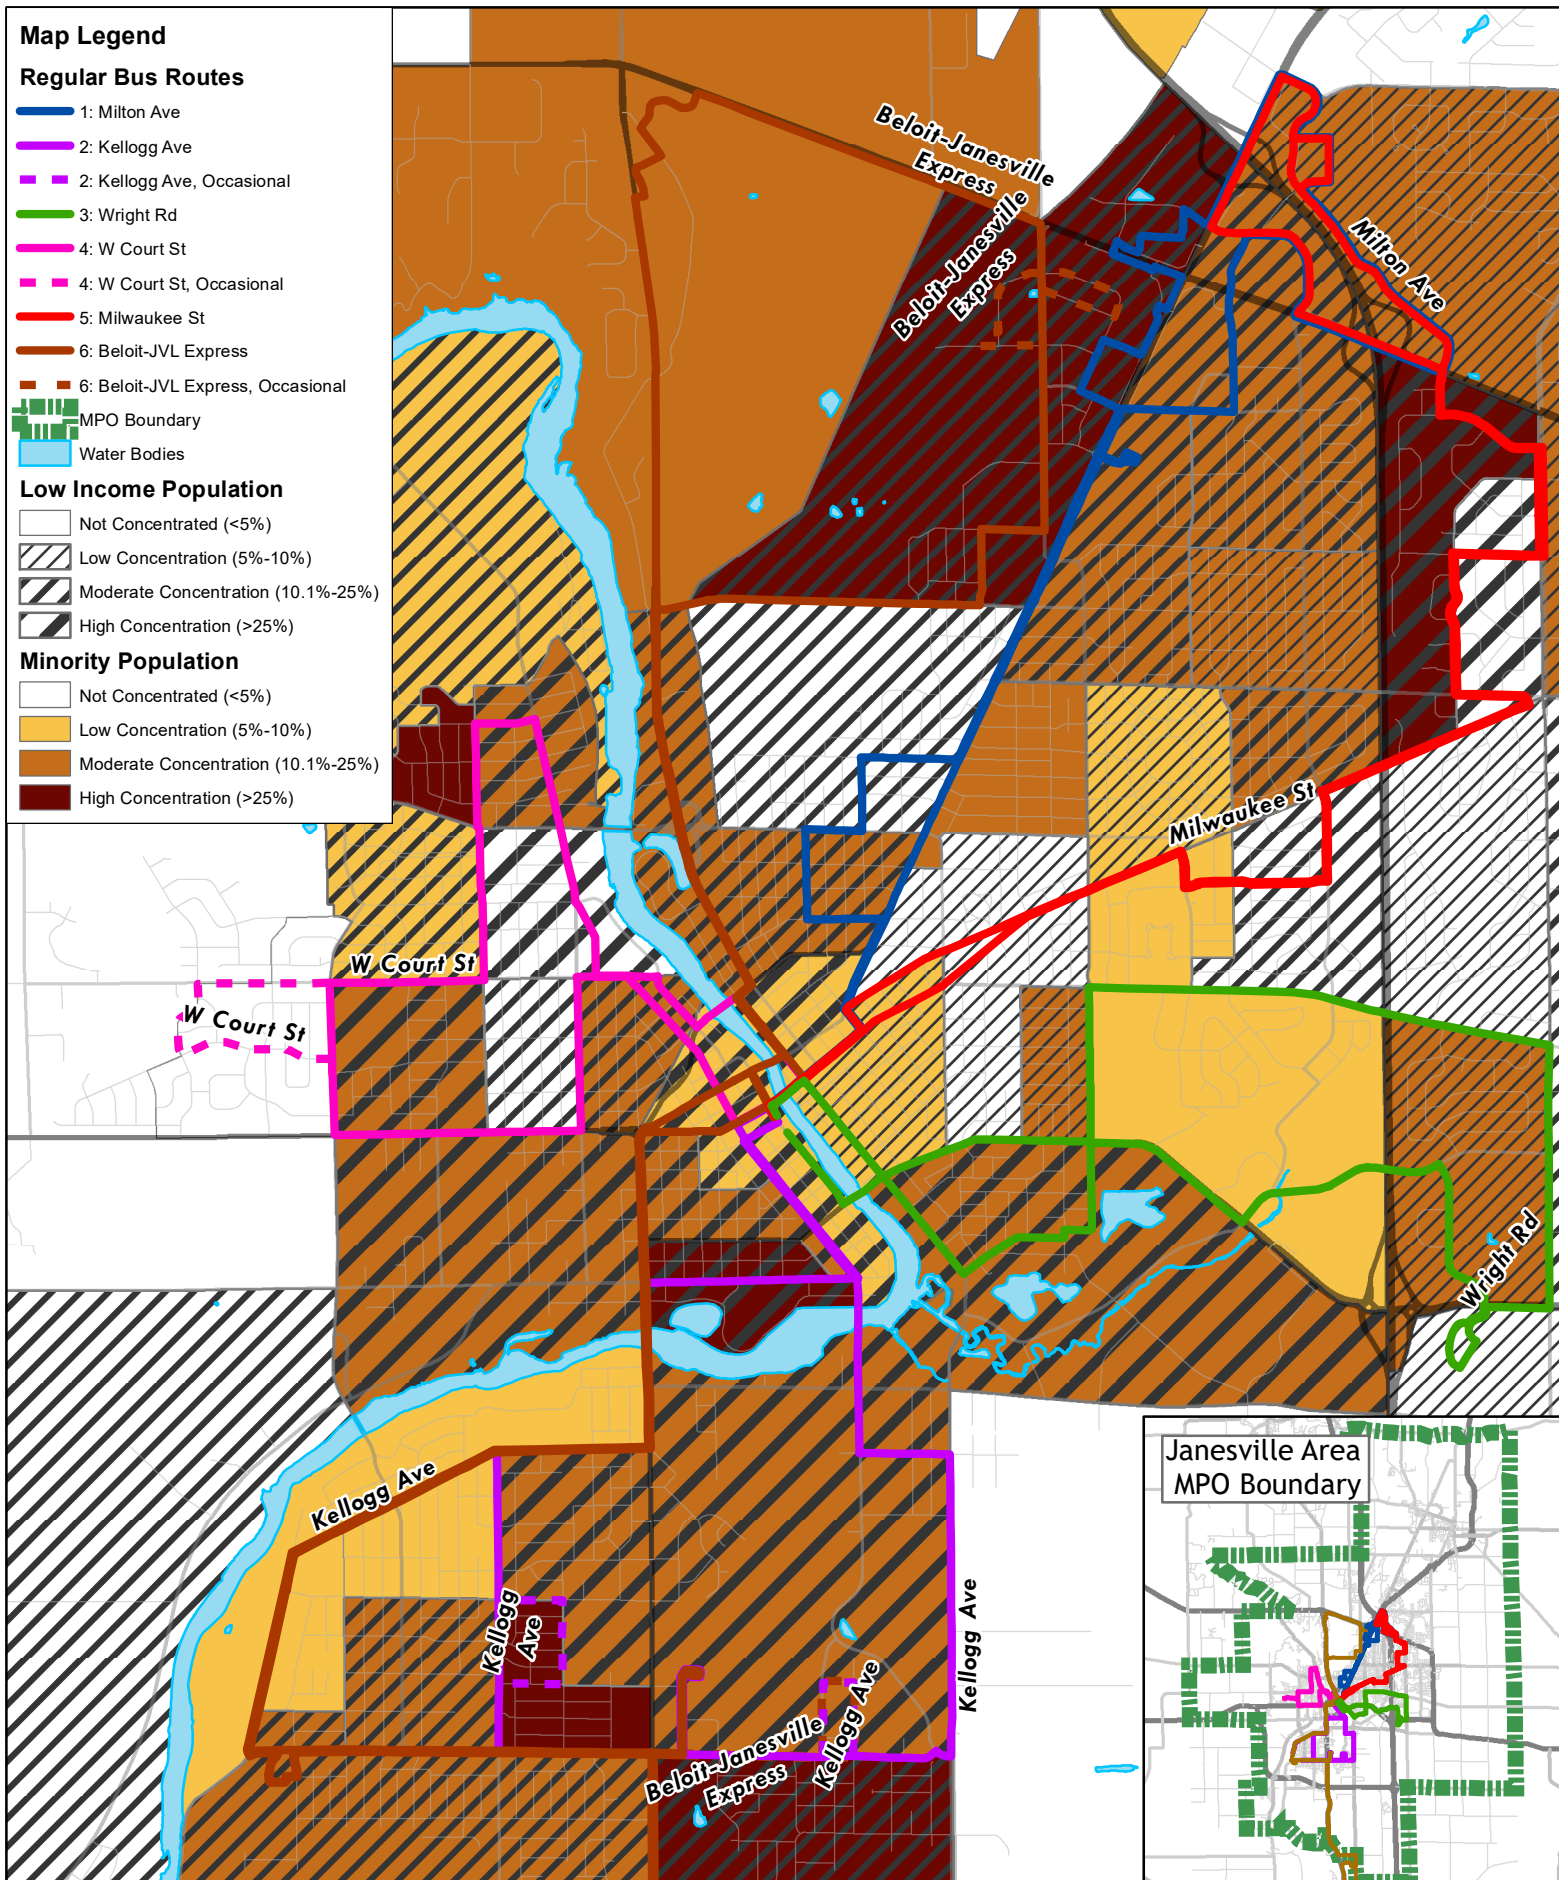 Map Legend
Regular Bus Routes
1: Milton Ave
2: Kellogg Ave
2: Kellogg Ave, Occasional
3: Wright Rd
4: W Court St
4: W Court St, Occasional
5: Milwaukee St
6: Beloit-JVL Express
6: Beloit-JVL Express, Occasional
MPO Boundary
Water Bodies
Low Income Population
Not Concentrated (<5%)
Low Concentration (5%-10%)
Moderate Concentration (10.1%-25%)
High Concentration (>25%)
Minority Population
Not Concentrated (<5%)
Low Concentration (5%-10%)
Moderate Concentration (10.1%-25%)
High Concentration (>25%)
Beloit-Janesville
Express
Beloit-Janesville
Express
Milton Ave
Milwaukee St
W Court St
W Court St
Wright Rd
Kellogg Ave
Kellogg
Ave
Kellogg Ave
Kellogg Ave
Beloit-Janesville
Express
Janesville Area
MPO Boundary